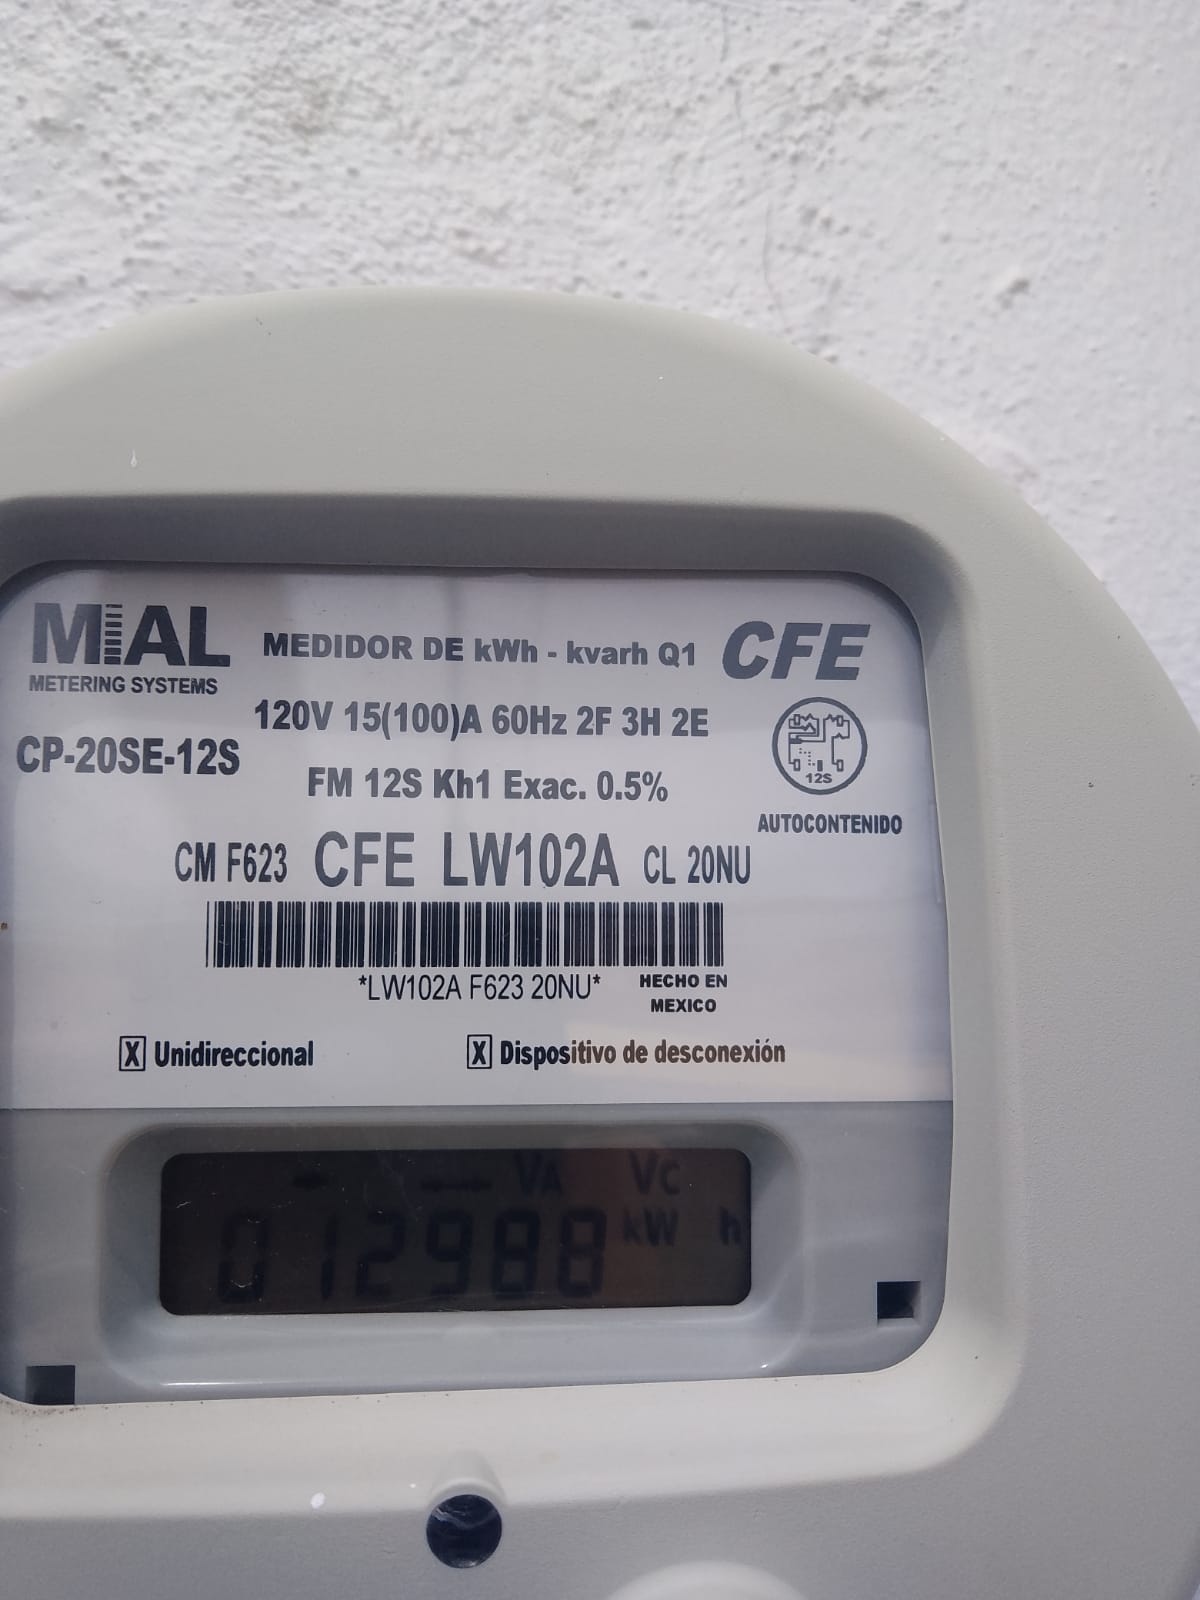 MIAL
METERING SYSTEMS
MEDIDOR DE kWh - kvarh Q1
CFE
120V 15(100)A 60Hz 2F 3H 2E
CP-20SE-12S
FM 12S Kh1 Exac. 0.5%
12S
AUTOCONTENIDO
CM F623 CFE LW102A CL 20NU
*LW102A F623 20NU*
HECHO EN
MEXICO
X Unidireccional
X Dispositivo de desconexión
VA VC
012988 kW h